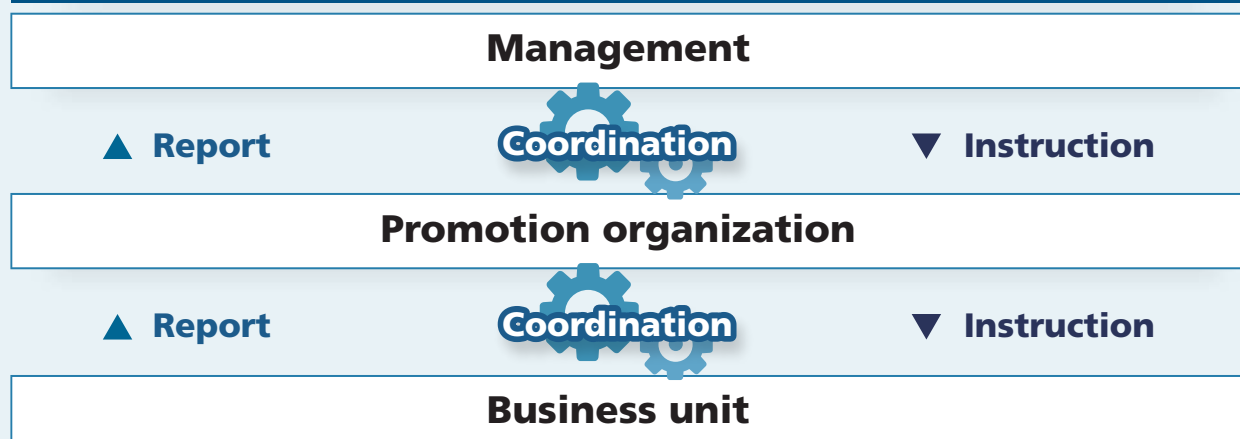 Management
▲ Report Coordination ▼ Instruction
Promotion organization
▲ Report Coordination ▼ Instruction
Business unit